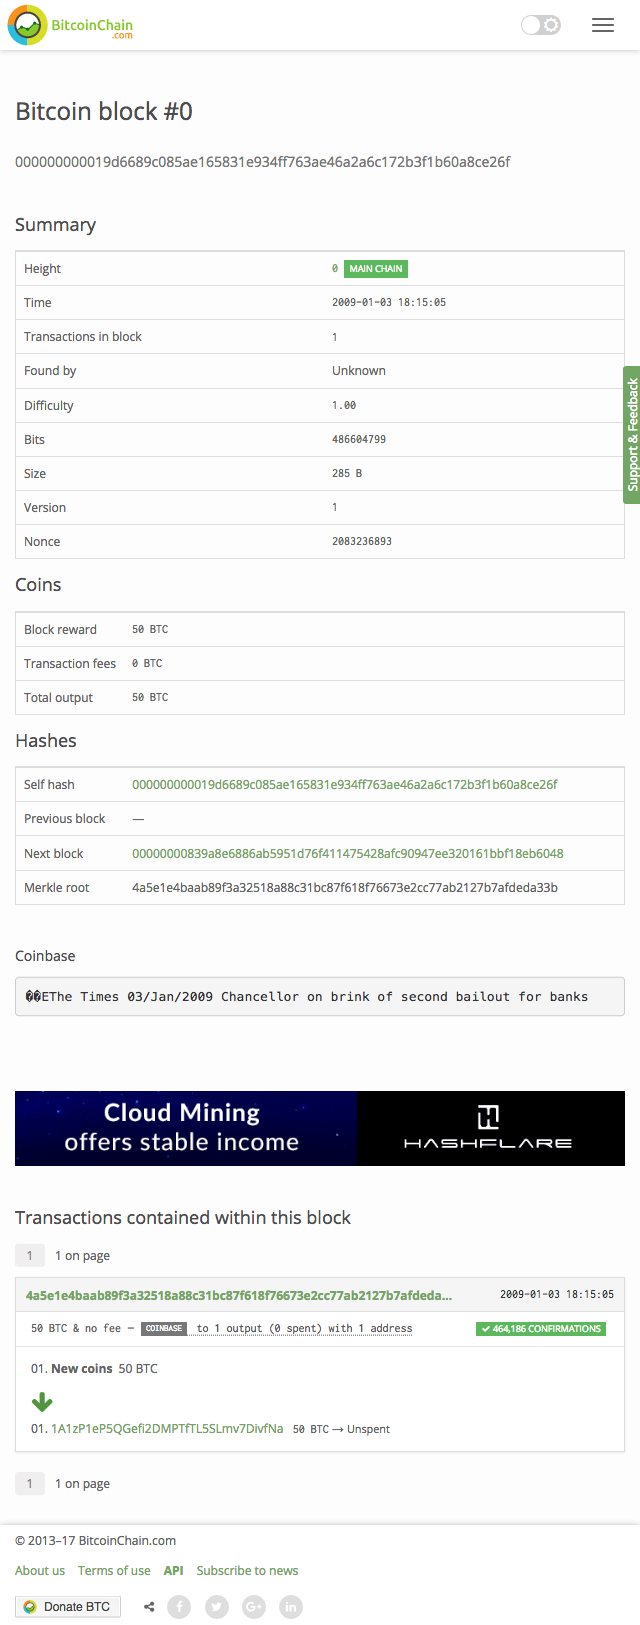 BitcoinChain
.com
Bitcoin block #0
000000000019d6689c085ae165831e934ff763ae46a2a6c172b3f1b60a8ce26f
Summary
Height 0 MAIN CHAIN
Time 2009-01-03 18:15:05
Transactions in block 1
Found by Unknown
Difficulty 1.00
Bits 486604799
Size 285 B
Version 1
Nonce 2083236893
Support & Feedback
Coins
Block reward 50 BTC
Transaction fees 0 BTC
Total output 50 BTC
Hashes
Self hash 000000000019d6689c085ae165831e934ff763ae46a2a6c172b3f1b60a8ce26f
Previous block —
Next block 00000000839a8e6886ab5951d76f411475428afc90947ee320161bbf18eb6048
Merkle root 4a5e1e4baab89f3a32518a88c31bc87f618f76673e2cc77ab2127b7afdeda33b
Coinbase
��EThe Times 03/Jan/2009 Chancellor on brink of second bailout for banks
Cloud Mining
offers stable income
HASHFLARE
Transactions contained within this block
1 1 on page
4a5e1e4baab89f3a32518a88c31bc87f618f76673e2cc77ab2127b7afdeda... 2009-01-03 18:15:05
50 BTC & no fee — COINBASE to 1 output (0 spent) with 1 address ✔ 464,186 CONFIRMATIONS
01. New coins 50 BTC
01. 1A1zP1eP5QGefi2DMPTfTL5SLmv7DivfNa 50 BTC → Unspent
1 1 on page
© 2013–17 BitcoinChain.com
About us Terms of use API Subscribe to news
Donate BTC